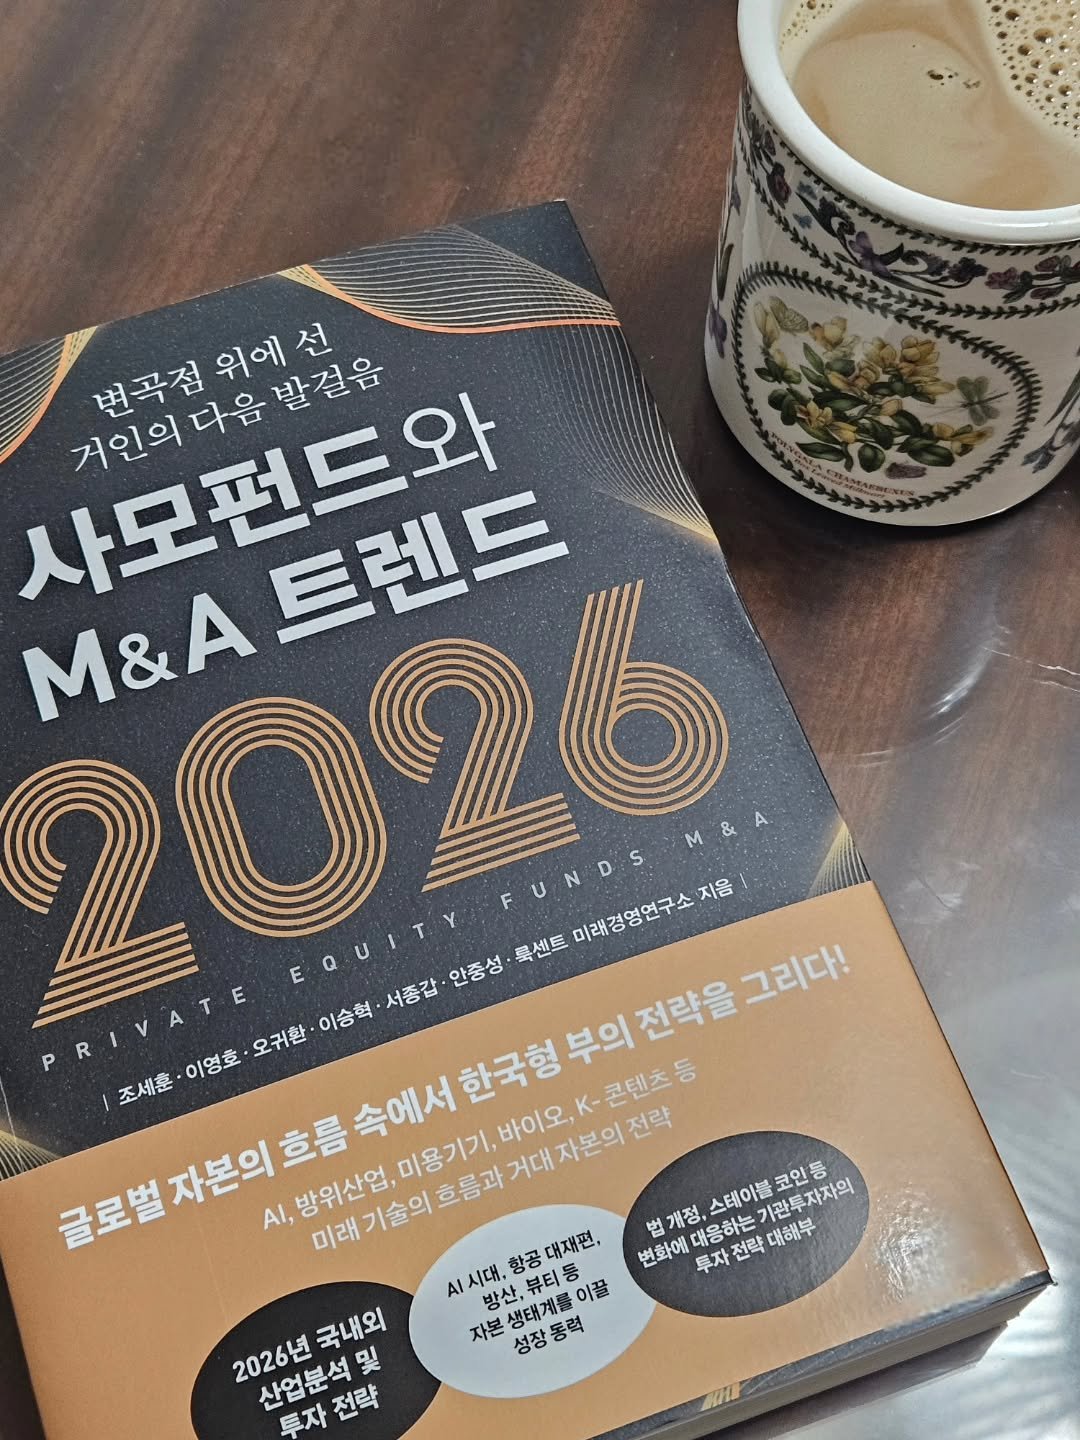 변곡점 위에 선
거인의 다음 발걸음
사모펀드와
M&A 트렌드
2026
PRIVATE EQUITY FUNDS M&A
| 조세훈 · 이영호 · 오귀환 · 이승혁 · 서종갑 · 안중성 · 룩센트 미래경영연구소 지음 |
글로벌 자본의 흐름 속에서 한국형 부의 전략을 그리다!
AI, 방위산업, 미용기기, 바이오, K-콘텐츠 등
미래 기술의 흐름과 거대 자본의 전략
2026년 국내외
산업분석 및
투자 전략
AI 시대, 항공 대재편,
방산, 뷰티 등
자본 생태계를 이끌
성장 동력
법 개정, 스테이블 코인 등
변화에 대응하는 기관투자자의
투자 전략 대해부
POLYGALA CHAMAEBUXUS
Box Leaved Milkwort